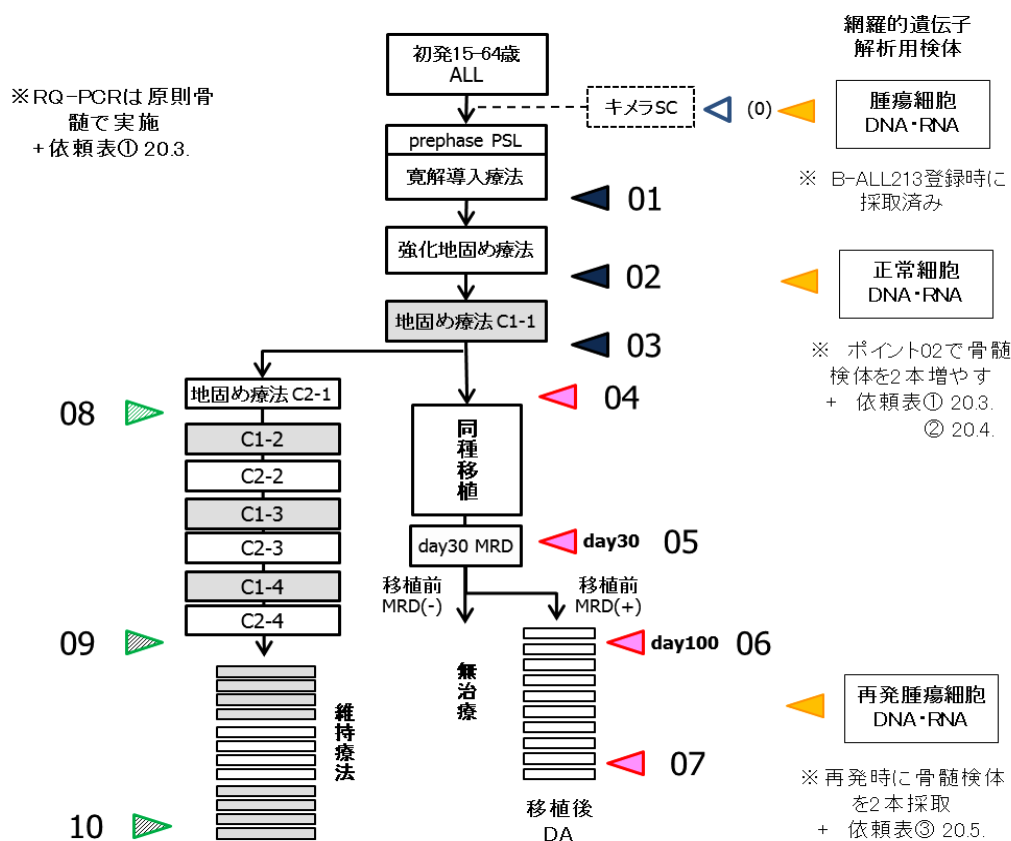 網羅的遺伝子
解析用検体
初発15-64歳
ALL
※RQ-PCRは原則骨
髄で実施
+依頼表① 20.3.
キメラSC
(0)
腫瘍細胞
DNA・RNA
prephase PSL
寛解導入療法
※ B-ALL213登録時に
採取済み
01
強化地固め療法
02
正常細胞
DNA・RNA
地固め療法 C1-1
03
※ ポイント02で骨髄
検体を2本増やす
+ 依頼表① 20.3.
② 20.4.
地固め療法 C2-1
08
04
C1-2
C2-2
C1-3
C2-3
C1-4
C2-4
同種移植
day30 MRD
day30
05
移植前
MRD(-)
移植前
MRD(+)
09
day100
06
無治療
維持療法
07
再発腫瘍細胞
DNA・RNA
※再発時に骨髄検体
を2本採取
+ 依頼表③ 20.5.
10
移植後
DA